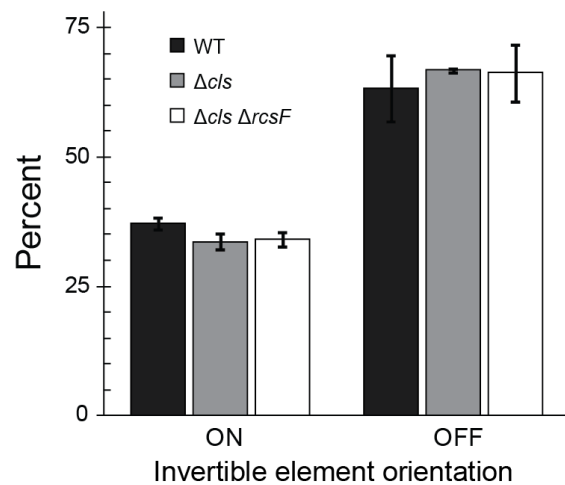 75
WT
Δcls
Δcls ΔrcsF
50
Percent
25
0
ON OFF
Invertible element orientation